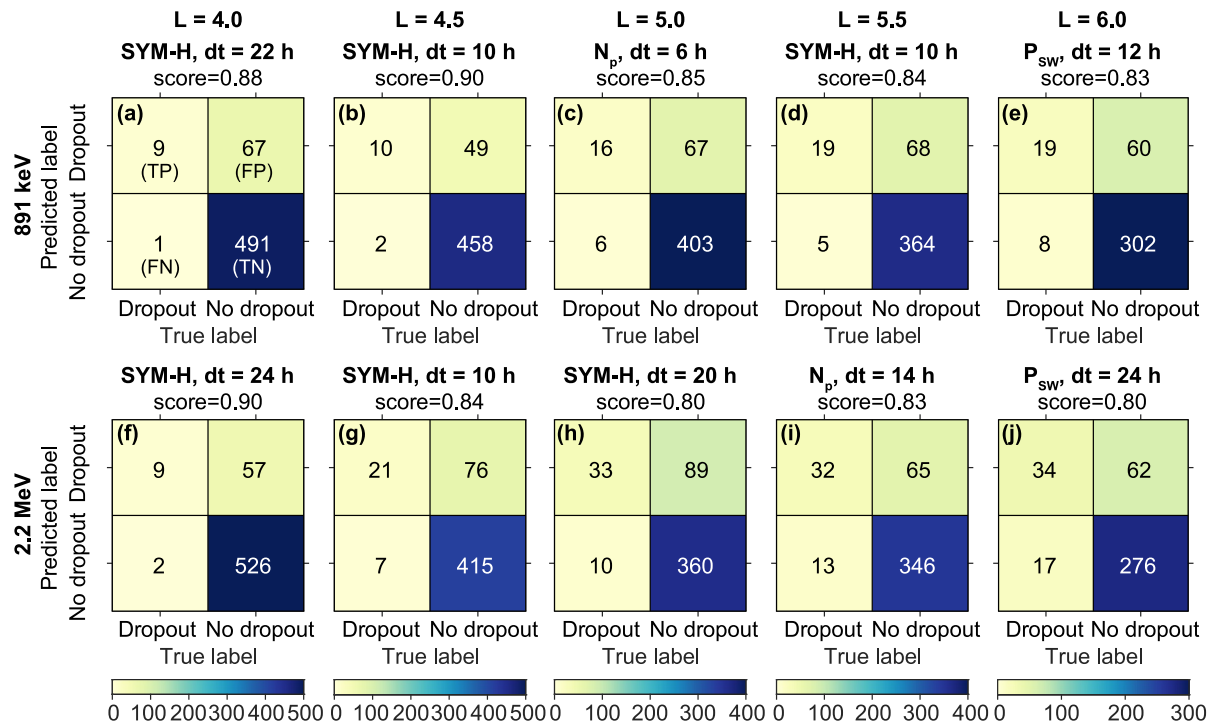 L = 4.0 L = 4.5 L = 5.0 L = 5.5 L = 6.0
SYM-H, dt = 22 h SYM-H, dt = 10 h Nₚ, dt = 6 h SYM-H, dt = 10 h P_SW, dt = 12 h
score=0.88 score=0.90 score=0.85 score=0.84 score=0.83
891 keV
Predicted label
No dropout Dropout
(a) (b) (c) (d) (e)
9 67 10 49 16 67 19 68 19 60
(TP) (FP)
1 491 2 458 6 403 5 364 8 302
(FN) (TN)
Dropout No dropout Dropout No dropout Dropout No dropout Dropout No dropout Dropout No dropout
True label True label True label True label True label
SYM-H, dt = 24 h SYM-H, dt = 10 h SYM-H, dt = 20 h Nₚ, dt = 14 h P_SW, dt = 24 h
score=0.90 score=0.84 score=0.80 score=0.83 score=0.80
2.2 MeV
Predicted label
No dropout Dropout
(f) (g) (h) (i) (j)
9 57 21 76 33 89 32 65 34 62
2 526 7 415 10 360 13 346 17 276
Dropout No dropout Dropout No dropout Dropout No dropout Dropout No dropout Dropout No dropout
True label True label True label True label True label
0 100 200 300 400 500 0 100 200 300 400 500 0 100 200 300 400 0 100 200 300 400 0 100 200 300